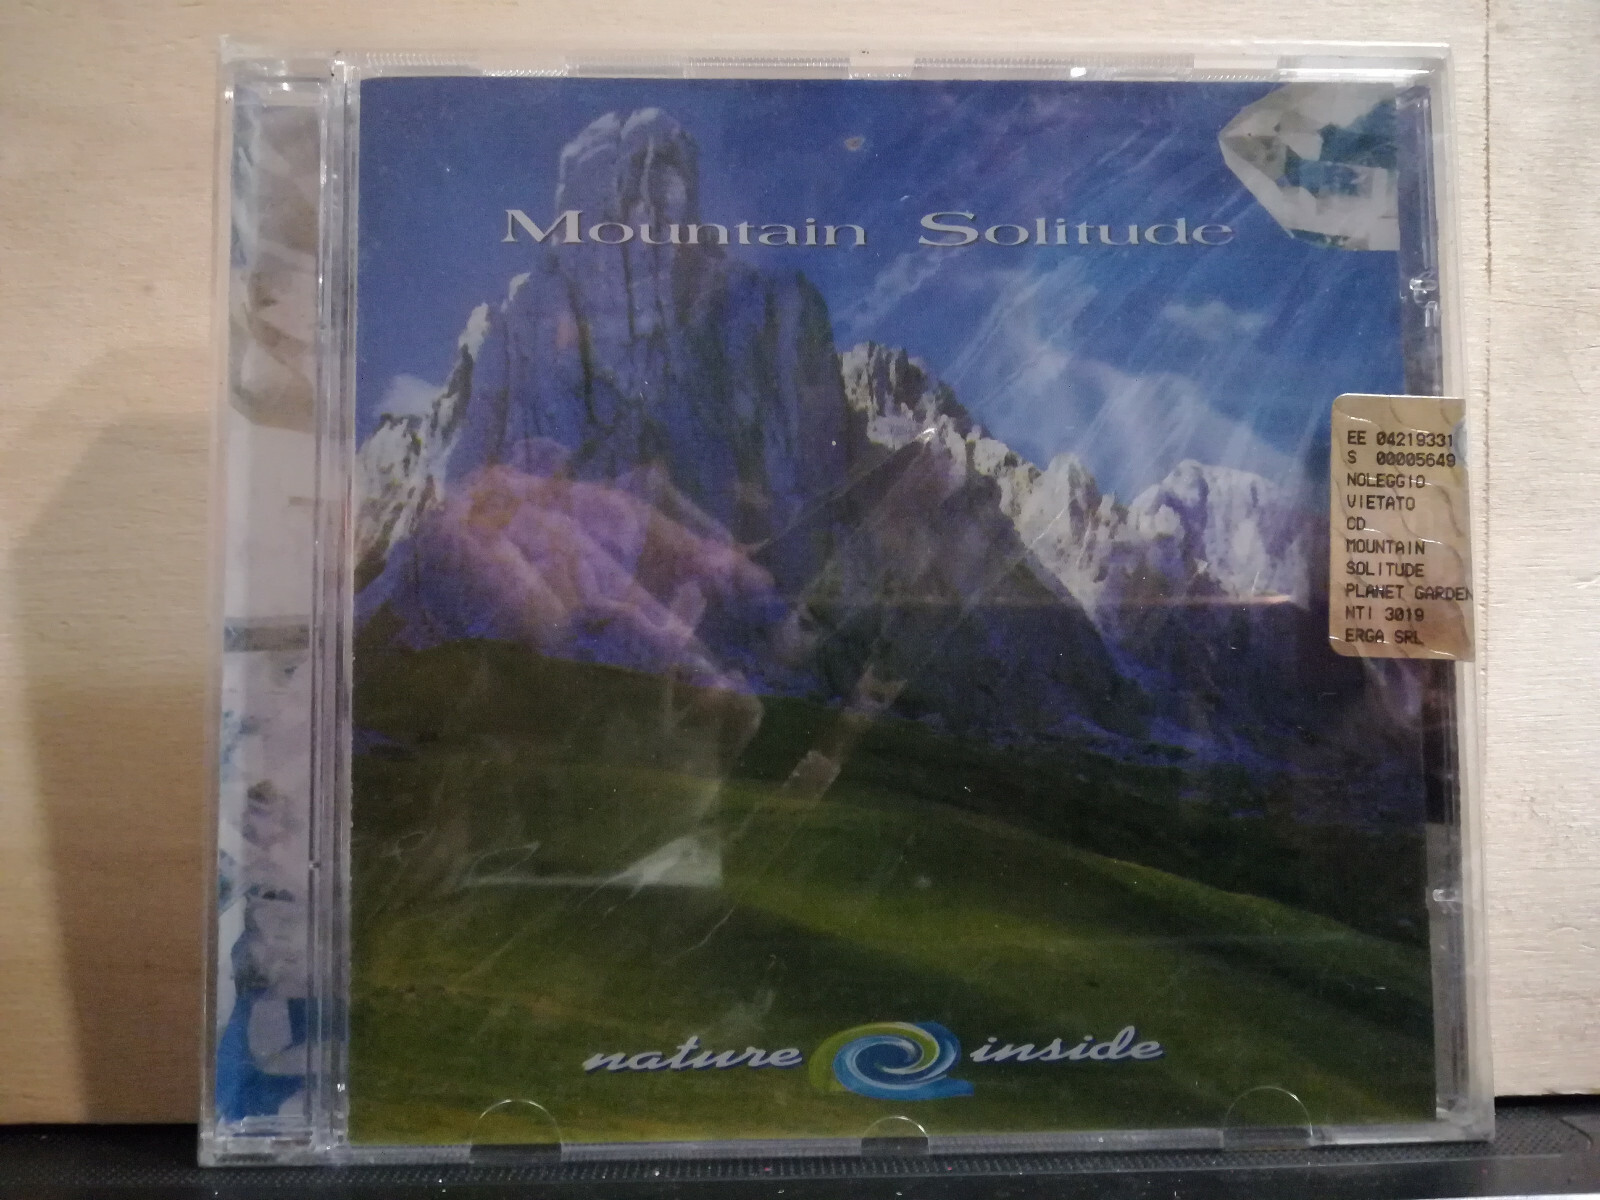 Mountain Solitude
EE 04219331
S 00005649
NOLEGGIO
VIETATO
CD
MOUNTAIN
SOLITUDE
PLANET GARDEN
NTI 3019
ERGA SRL
nature inside